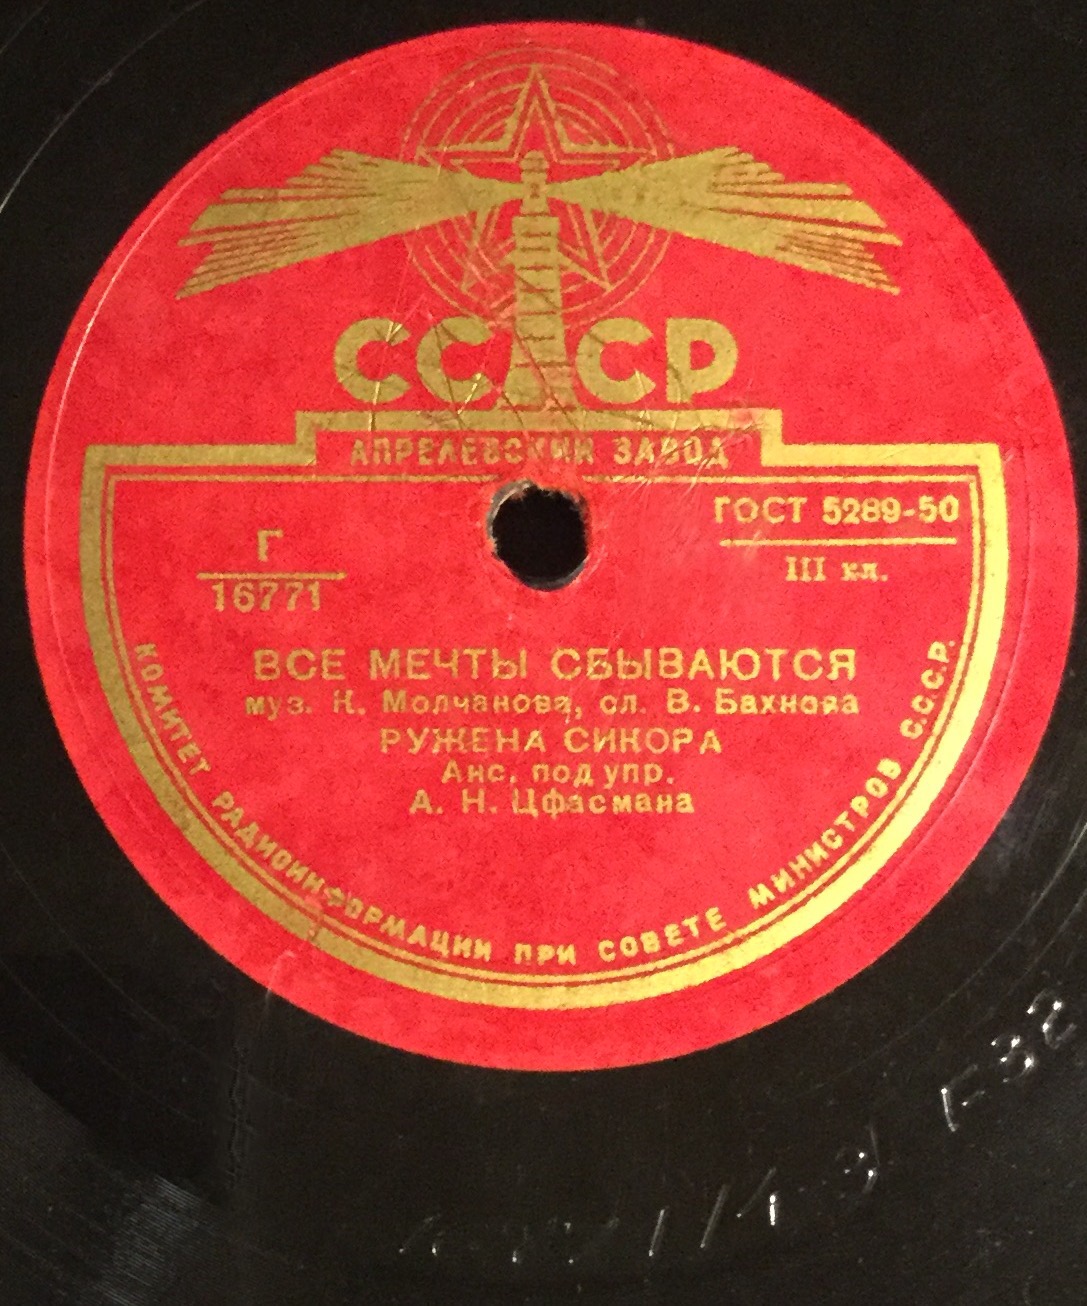 СССР
АПРЕЛЕВСКИЙ ЗАВОД
ГОСТ 5289-50
III кл.
Г
16771
ВСЕ МЕЧТЫ СБЫВАЮТСЯ
муз. К. Молчанова, сл. В. Бахнова
РУЖЕНА СИКОРА
Анс. под упр.
А. Н. Цфасмана
КОМИТЕТ РАДИОИНФОРМАЦИИ ПРИ СОВЕТЕ МИНИСТРОВ С.С.С.Р.